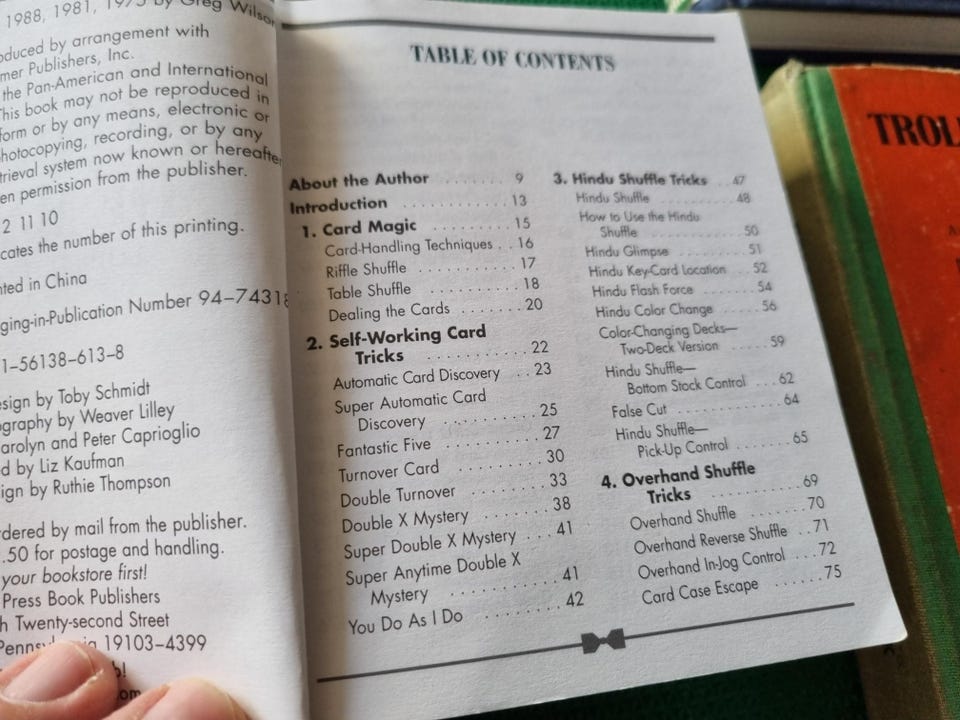 1988, 1981, 1975 by Greg Wilson
oduced by arrangement with
mer Publishers, Inc.
the Pan-American and International
This book may not be reproduced in
form or by any means, electronic or
hotocopying, recording, or by any
trieval system now known or hereafter
en permission from the publisher.
2 11 10
cates the number of this printing.
nted in China
ging-in-Publication Number 94–74318
1–56138–613–8
sign by Toby Schmidt
graphy by Weaver Lilley
arolyn and Peter Caprioglio
d by Liz Kaufman
sign by Ruthie Thompson
rdered by mail from the publisher.
.50 for postage and handling.
your bookstore first!
Press Book Publishers
h Twenty-second Street
19103–4399
TABLE OF CONTENTS
About the Author ........ 9
Introduction ........ 13
1. Card Magic ........ 15
Card-Handling Techniques .. 16
Riffle Shuffle ........ 17
Table Shuffle ........ 18
Dealing the Cards ........ 20
2. Self-Working Card
Tricks ........ 22
Automatic Card Discovery .. 23
Super Automatic Card
Discovery ........ 25
Fantastic Five ........ 27
Turnover Card ........ 30
Double Turnover ........ 33
Double X Mystery ........ 38
Super Double X Mystery .... 41
Super Anytime Double X
Mystery ........ 41
You Do As I Do ........ 42
3. Hindu Shuffle Tricks .. 47
Hindu Shuffle ........ 48
How to Use the Hindu
Shuffle ........ 50
Hindu Glimpse ........ 51
Hindu Key-Card Location ... 52
Hindu Flash Force ........ 54
Hindu Color Change ...... 56
Color-Changing Decks—
Two-Deck Version ...... 59
Hindu Shuffle—
Bottom Stock Control .... 62
False Cut ........ 64
Hindu Shuffle—
Pick-Up Control ........ 65
4. Overhand Shuffle
Tricks ........ 69
Overhand Shuffle ........ 70
Overhand Reverse Shuffle .. 71
Overhand In-Jog Control ... 72
Card Case Escape ...... 75
TROL